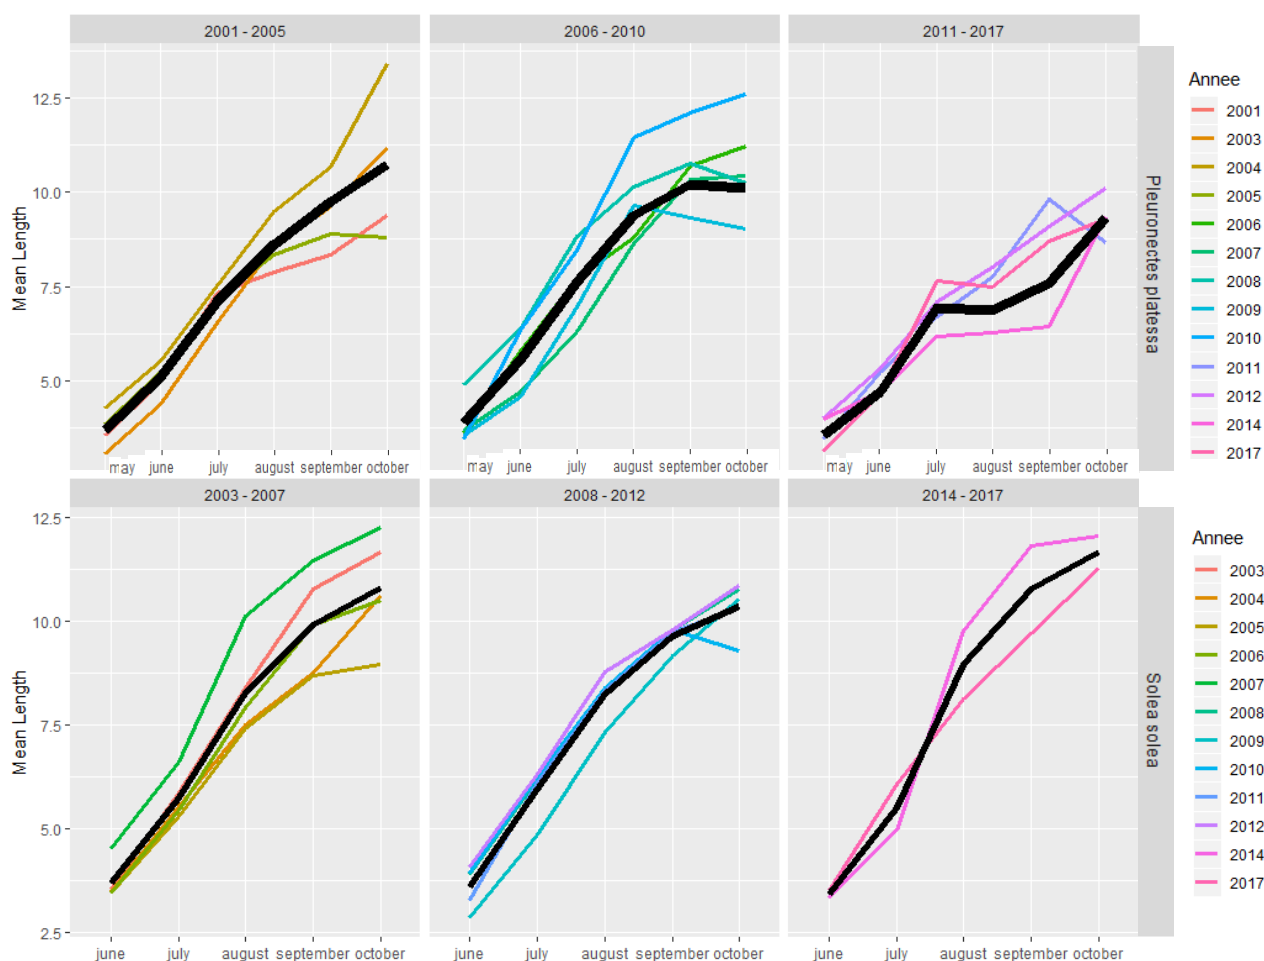 2001 - 2005
2006 - 2010
2011 - 2017
Mean Length
12.5
10.0
7.5
5.0
may june july august september october
may june july august september october
may june july august september october
Pleuronectes platessa
Annee
2001
2003
2004
2005
2006
2007
2008
2009
2010
2011
2012
2014
2017
2003 - 2007
2008 - 2012
2014 - 2017
Mean Length
12.5
10.0
7.5
5.0
2.5
june july august september october
june july august september october
june july august september october
Solea solea
Annee
2003
2004
2005
2006
2007
2008
2009
2010
2011
2012
2014
2017